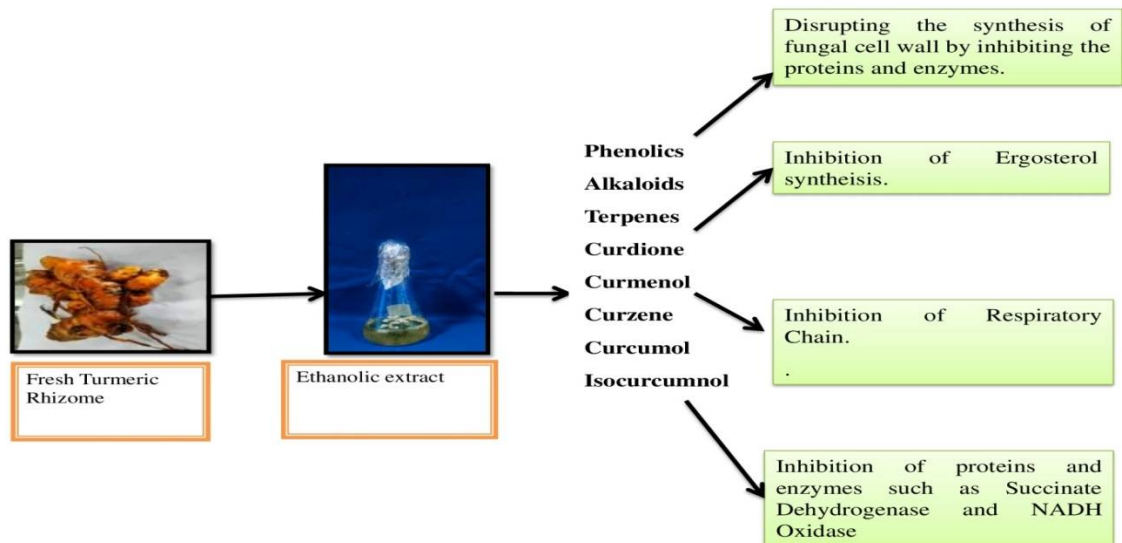 Fresh Turmeric
Rhizome
Ethanolic extract
Phenolics
Alkaloids
Terpenes
Curdione
Curmenol
Curzene
Curcumol
Isocurcumnol
Disrupting the synthesis of
fungal cell wall by inhibiting the
proteins and enzymes.
Inhibition of Ergosterol
syntheisis.
Inhibition of Respiratory
Chain.
.
Inhibition of proteins and
enzymes such as Succinate
Dehydrogenase and NADH
Oxidase